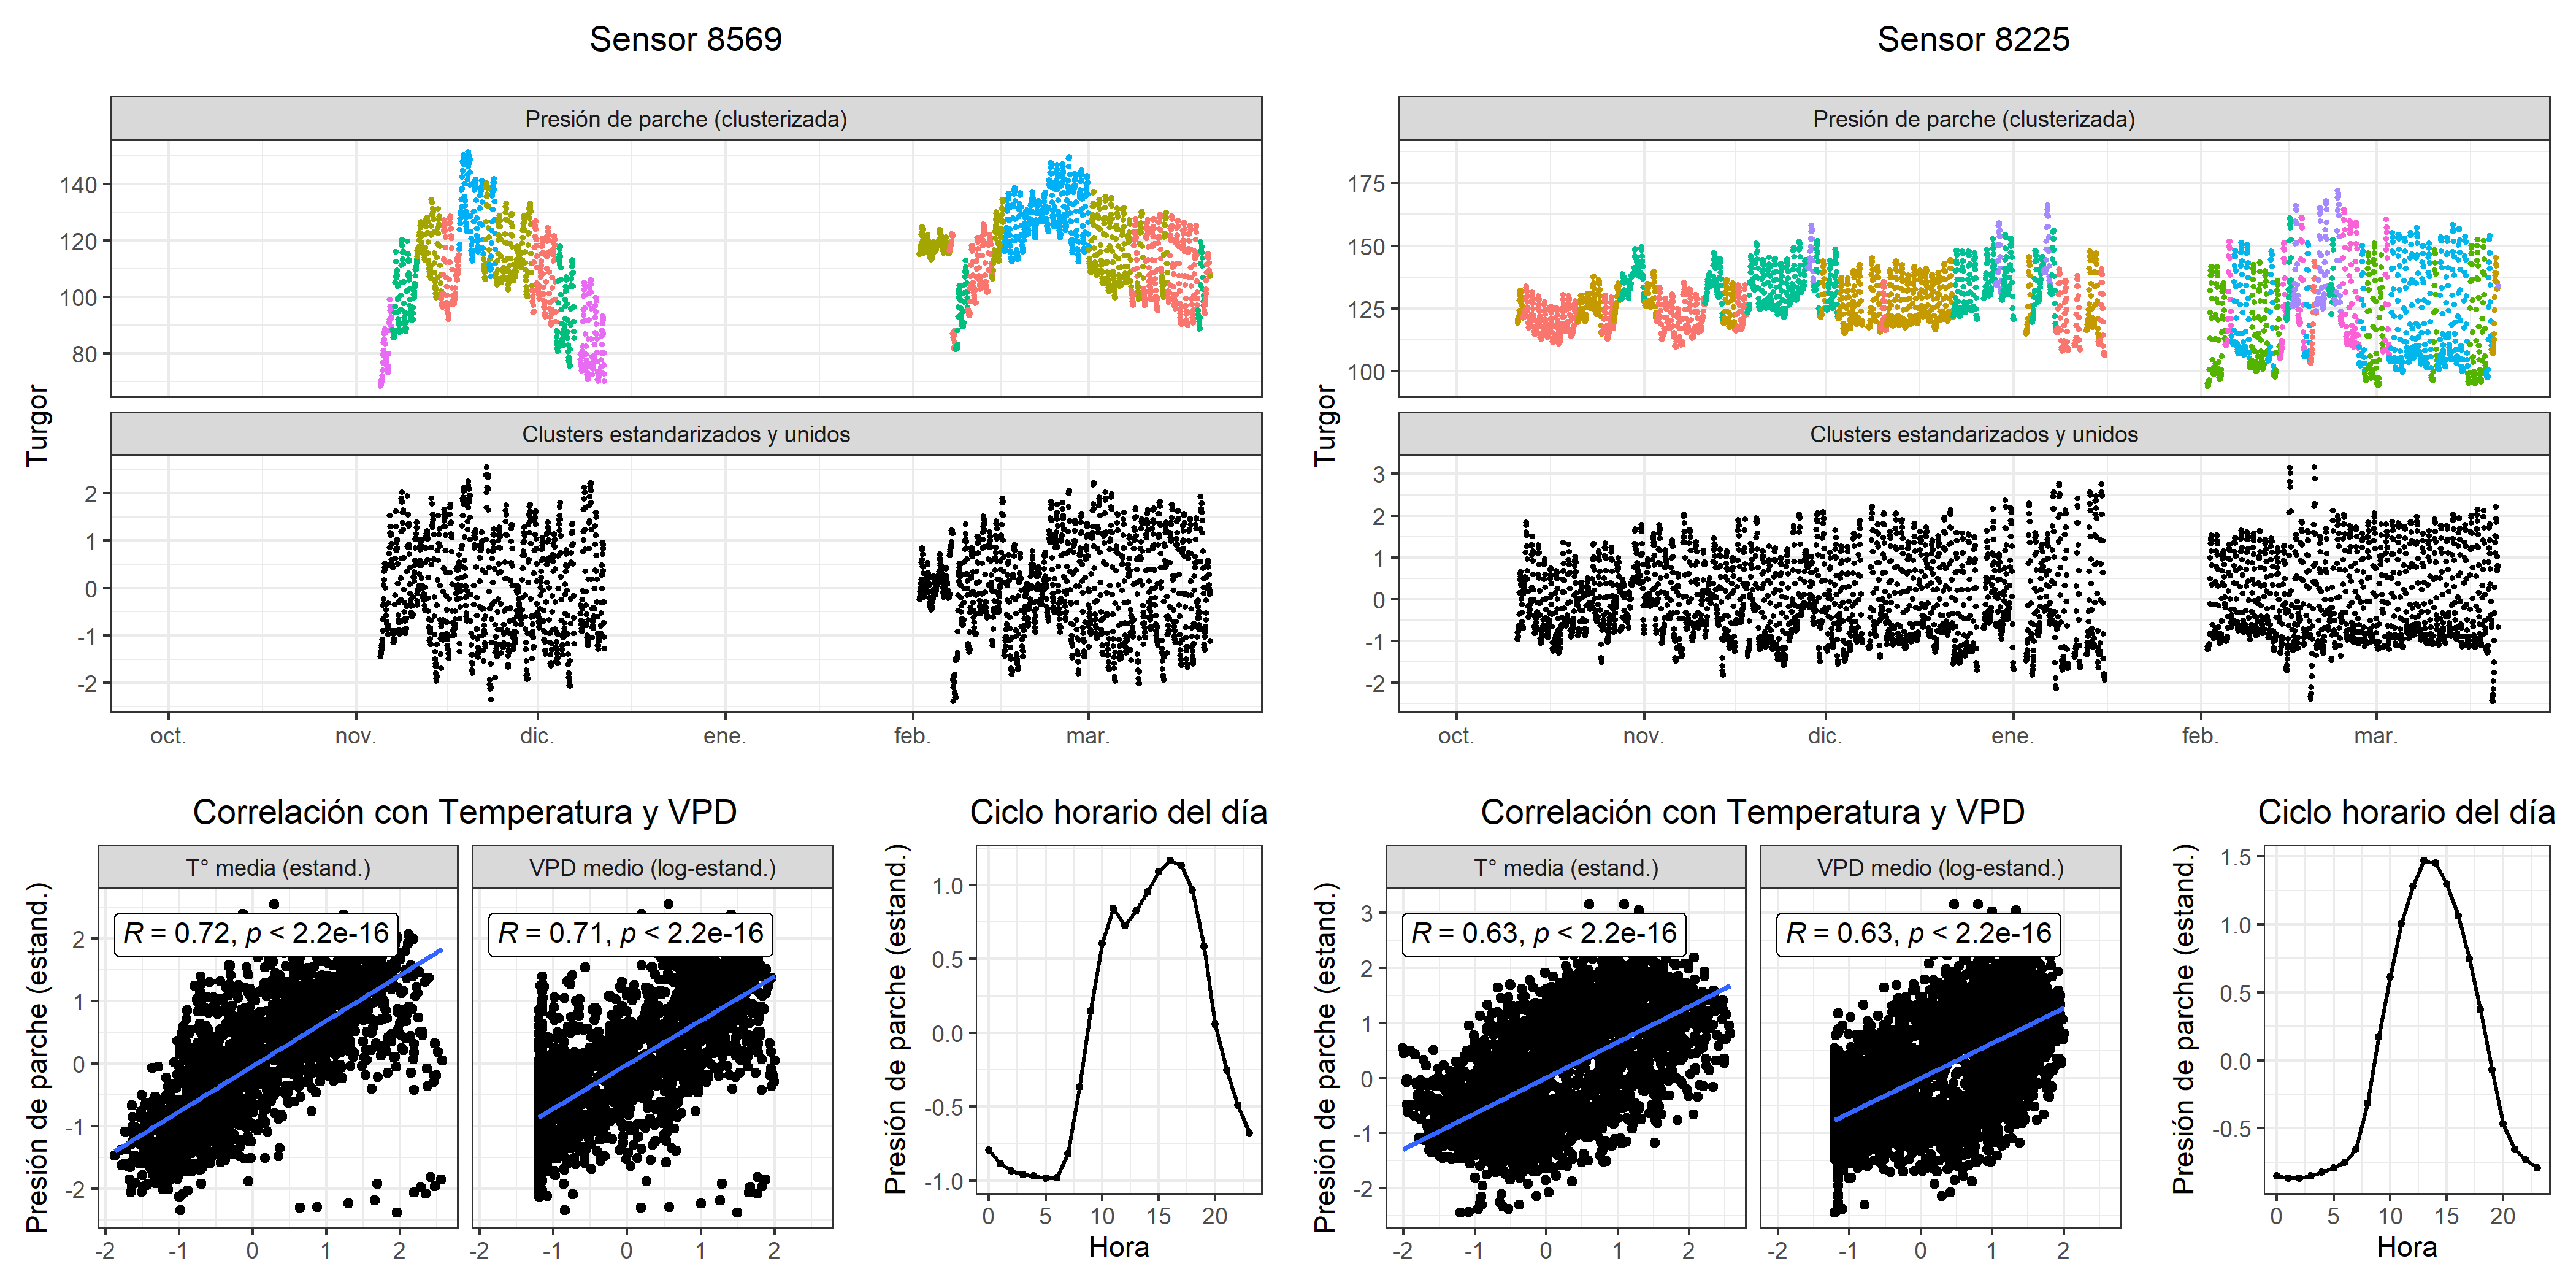 Sensor 8569
Presión de parche (clusterizada)
140
120
100
80
Turgor
Clusters estandarizados y unidos
2
1
0
-1
-2
oct. nov. dic. ene. feb. mar.
Correlación con Temperatura y VPD
T° media (estand.) VPD medio (log-estand.)
Presión de parche (estand.)
R = 0.72, p < 2.2e-16
R = 0.71, p < 2.2e-16
2
1
0
-1
-2
-2 -1 0 1 2
-2 -1 0 1 2
Ciclo horario del día
Presión de parche (estand.)
1.0
0.5
0.0
-0.5
-1.0
0 5 10 15 20
Hora
Sensor 8225
Presión de parche (clusterizada)
175
150
125
100
Turgor
Clusters estandarizados y unidos
3
2
1
0
-1
-2
oct. nov. dic. ene. feb. mar.
Correlación con Temperatura y VPD
T° media (estand.) VPD medio (log-estand.)
Presión de parche (estand.)
R = 0.63, p < 2.2e-16
R = 0.63, p < 2.2e-16
3
2
1
0
-1
-2
-2 -1 0 1 2
-2 -1 0 1 2
Ciclo horario del día
Presión de parche (estand.)
1.5
1.0
0.5
0.0
-0.5
0 5 10 15 20
Hora